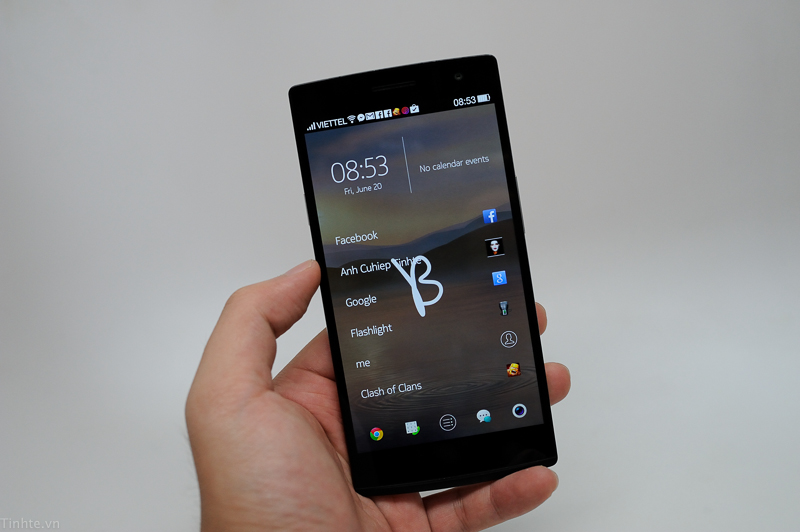 VIETTEL 08:53
08:53
No calendar events
Fri, June 20
Facebook
Anh Cuhiep Tinhte
Google
Flashlight
me
Clash of Clans
Tinhte.vn